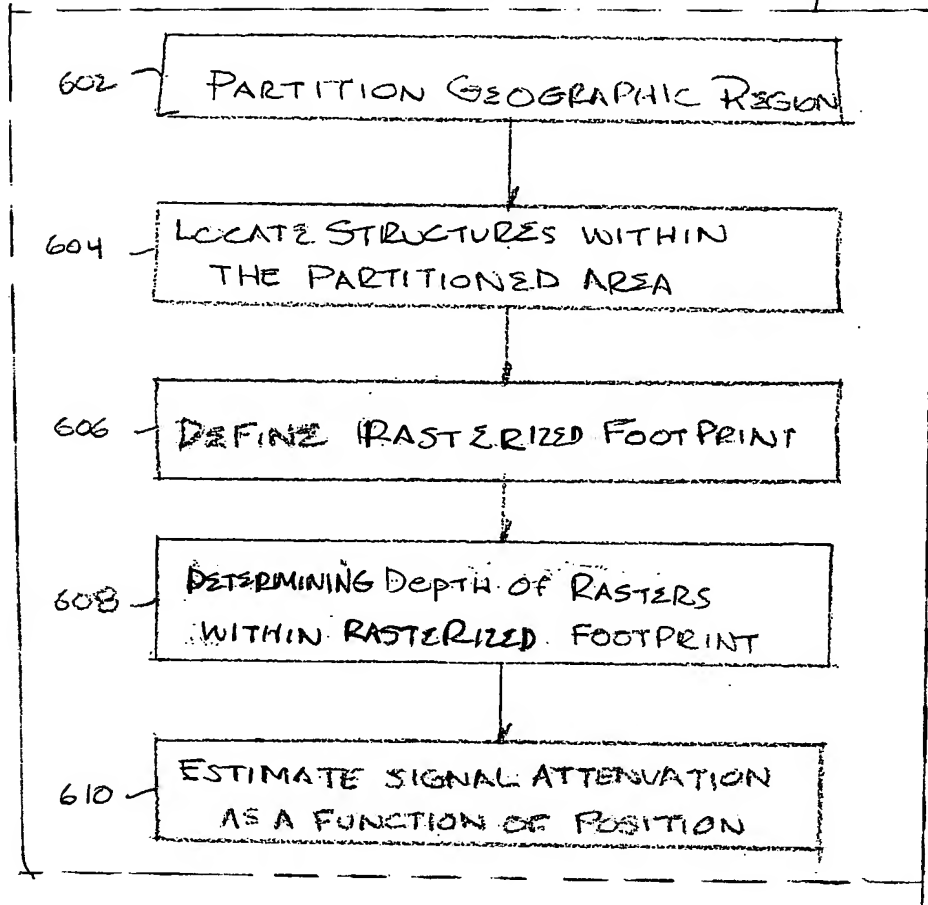 602
PARTITION GEOGRAPHIC REGION
604
LOCATE STRUCTURES WITHIN
THE PARTITIONED AREA
606
DEFINE RASTERIZED FOOTPRINT
608
DETERMINING Depth of RASTERS
WITHIN RASTERIZED FOOTPRINT
610
ESTIMATE SIGNAL ATTENUATION
AS A FUNCTION OF POSITION